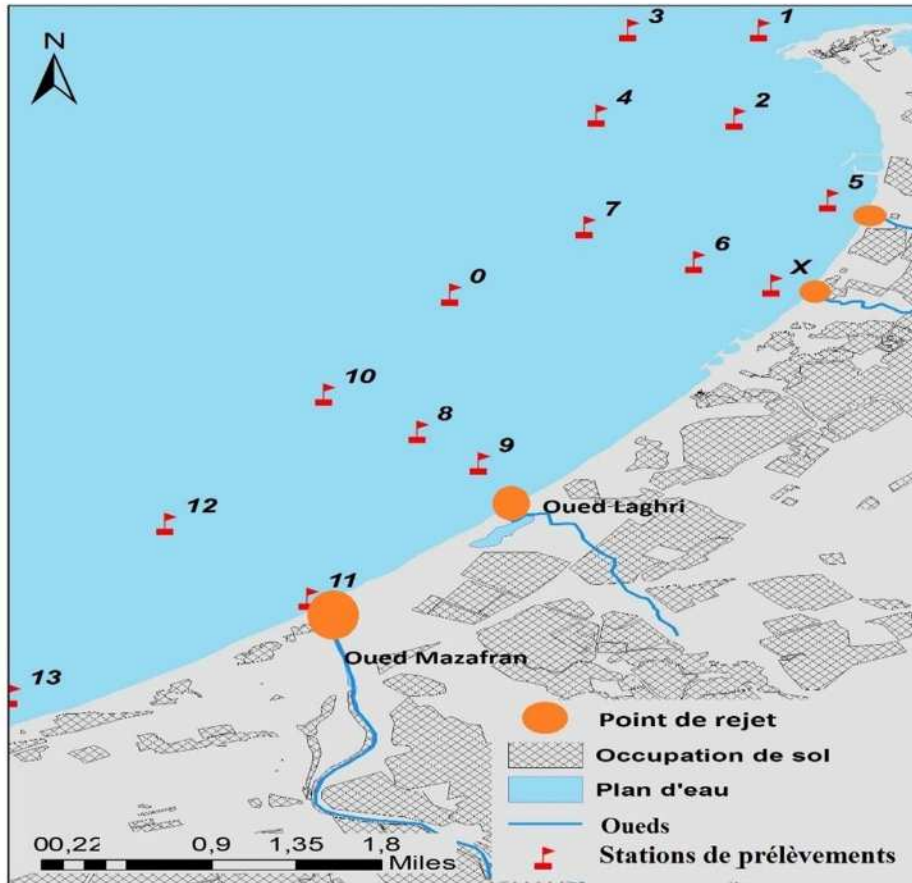 N
3
1
4
2
5
7
6
X
0
10
8
9
12
Oued Laghri
11
Oued Mazafran
13
Point de rejet
Occupation de sol
Plan d'eau
Oueds
Stations de prélèvements
00,22 0,9 1,35 1,8
Miles